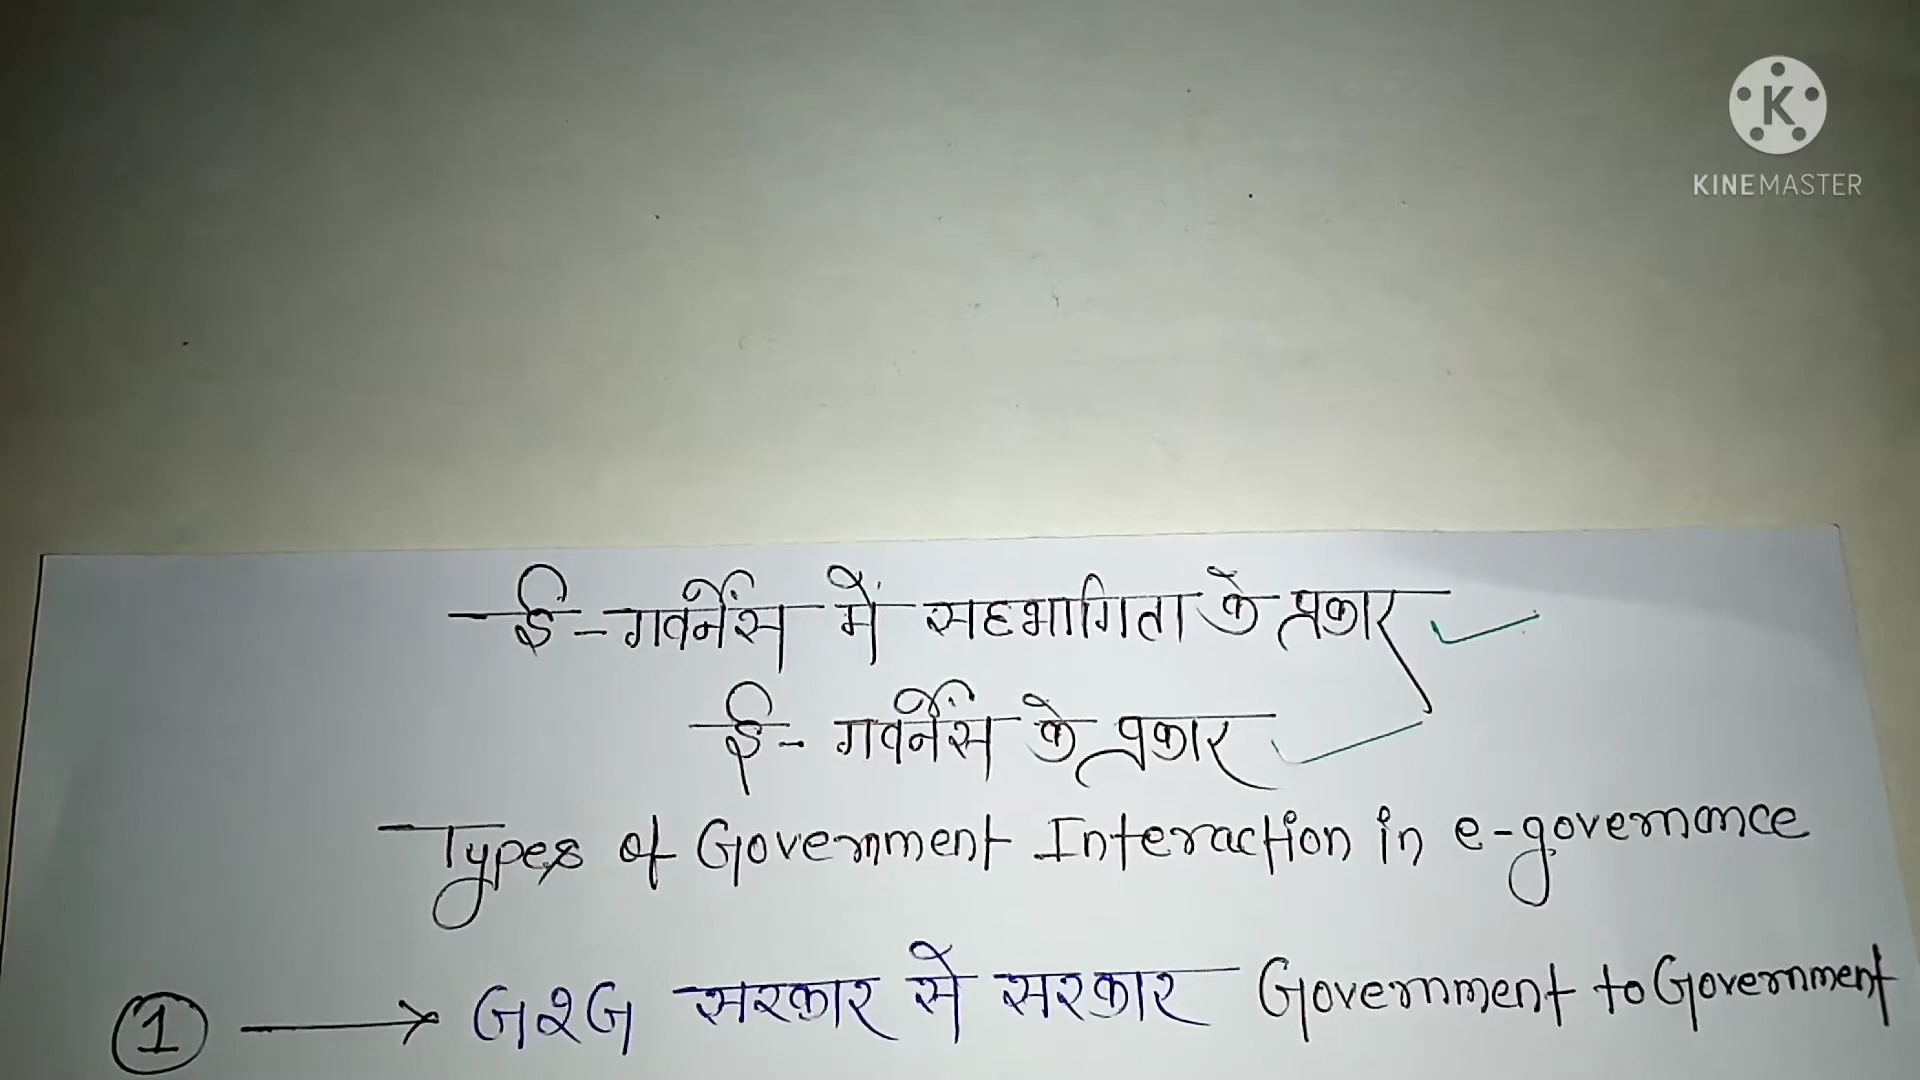 K
KINEMASTER
ई-गवर्नेंस में सहभागिता के प्रकार
ई- गवर्नेंस के प्रकार
Types of Government Interaction in e-governance
1 → G2G सरकार से सरकार Government to Government